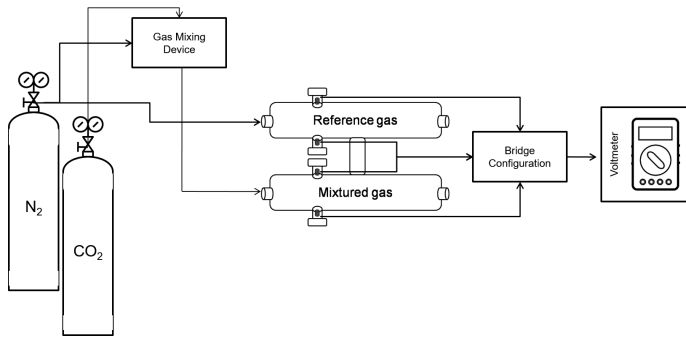 Gas Mixing
Device
Reference gas
Bridge
Configuration
Voltmeter
Mixtured gas
N₂
CO₂